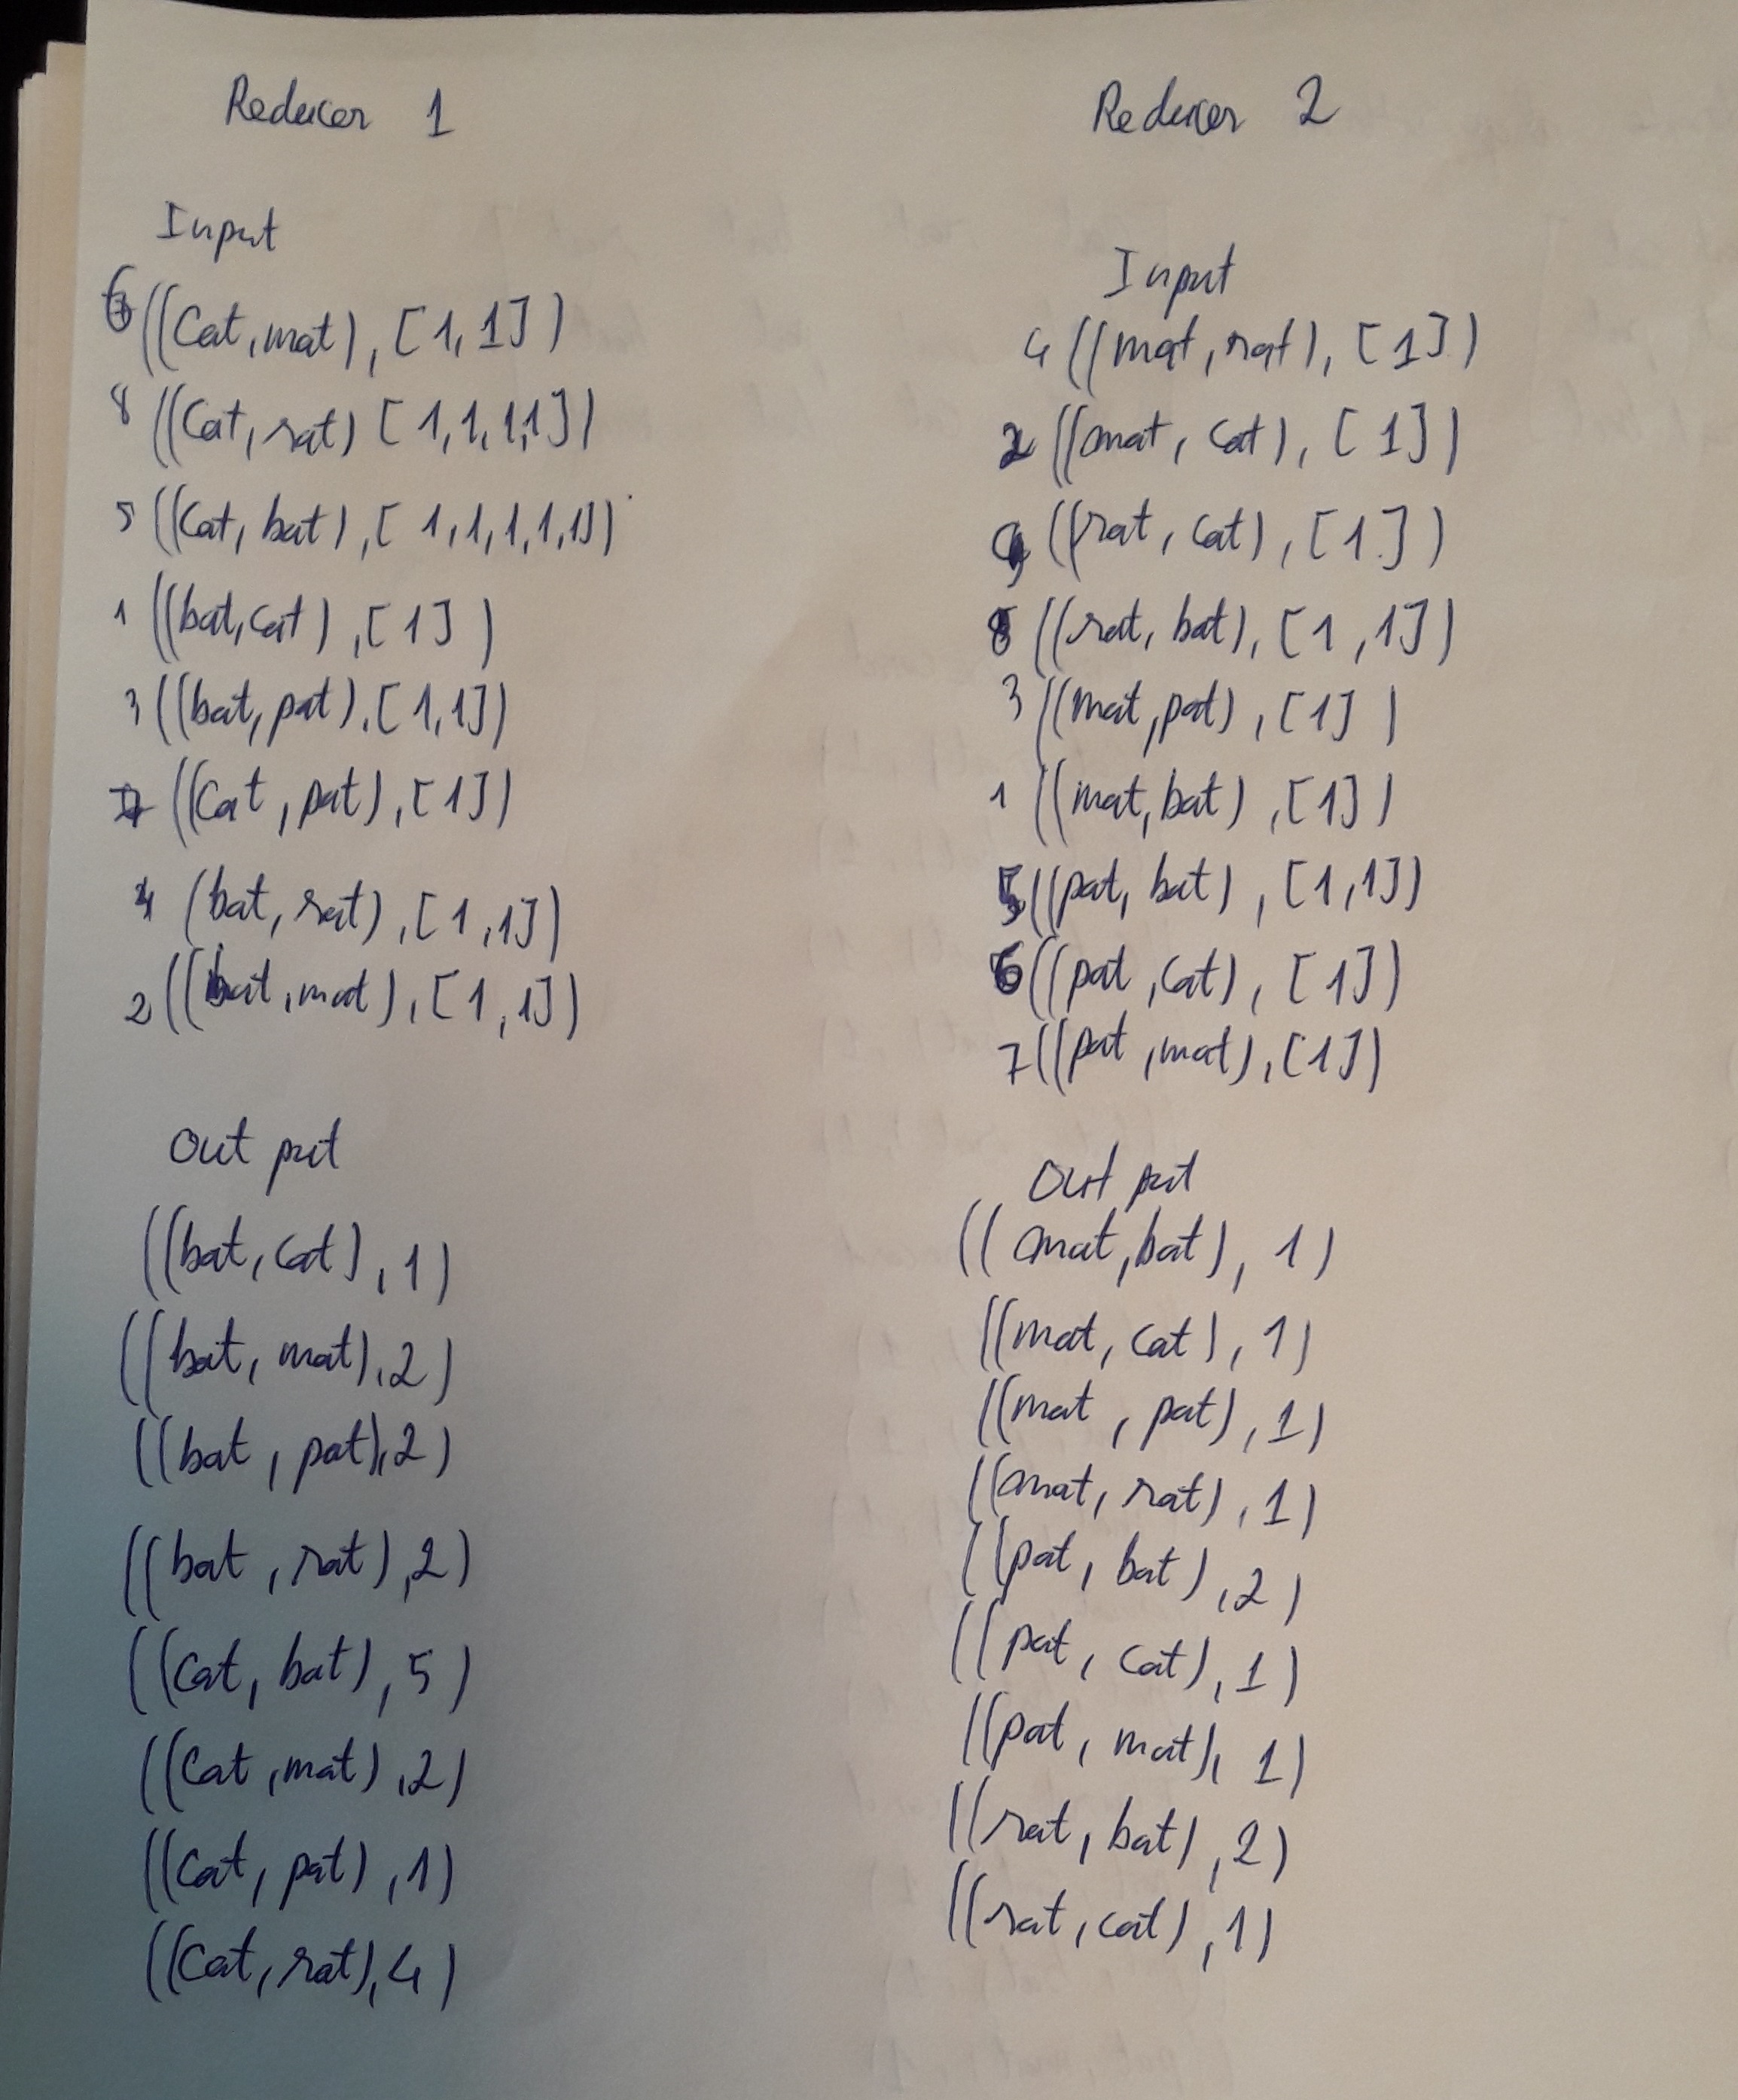 Reducer 1
Input
6 ((cat, mat), [1, 1])
8 ((cat, rat) [1, 1, 1, 1])
5 ((cat, bat), [1, 1, 1, 1, 1])
1 ((bat, cat), [1])
3 ((bat, pat), [1, 1])
7 ((cat, pat), [1])
4 (bat, rat), [1, 1])
2 ((bat, mat), [1, 1])
Output
((bat, cat), 1)
((bat, mat), 2)
((bat, pat), 2)
((bat, rat), 2)
((cat, bat), 5)
((cat, mat), 2)
((cat, pat), 1)
((cat, rat), 4)
Reducer 2
Input
4 ((mat, rat), [1])
2 ((mat, cat), [1])
9 ((rat, cat), [1])
8 ((rat, bat), [1, 1])
3 ((mat, pat), [1])
1 ((mat, bat), [1])
5 ((pat, bat), [1, 1])
6 ((pat, cat), [1])
7 ((pat, mat), [1])
Output
((mat, bat), 1)
((mat, cat), 1)
((mat, pat), 1)
((mat, rat), 1)
((pat, bat), 2)
((pat, cat), 1)
((pat, mat), 1)
((rat, bat), 2)
((rat, cat), 1)